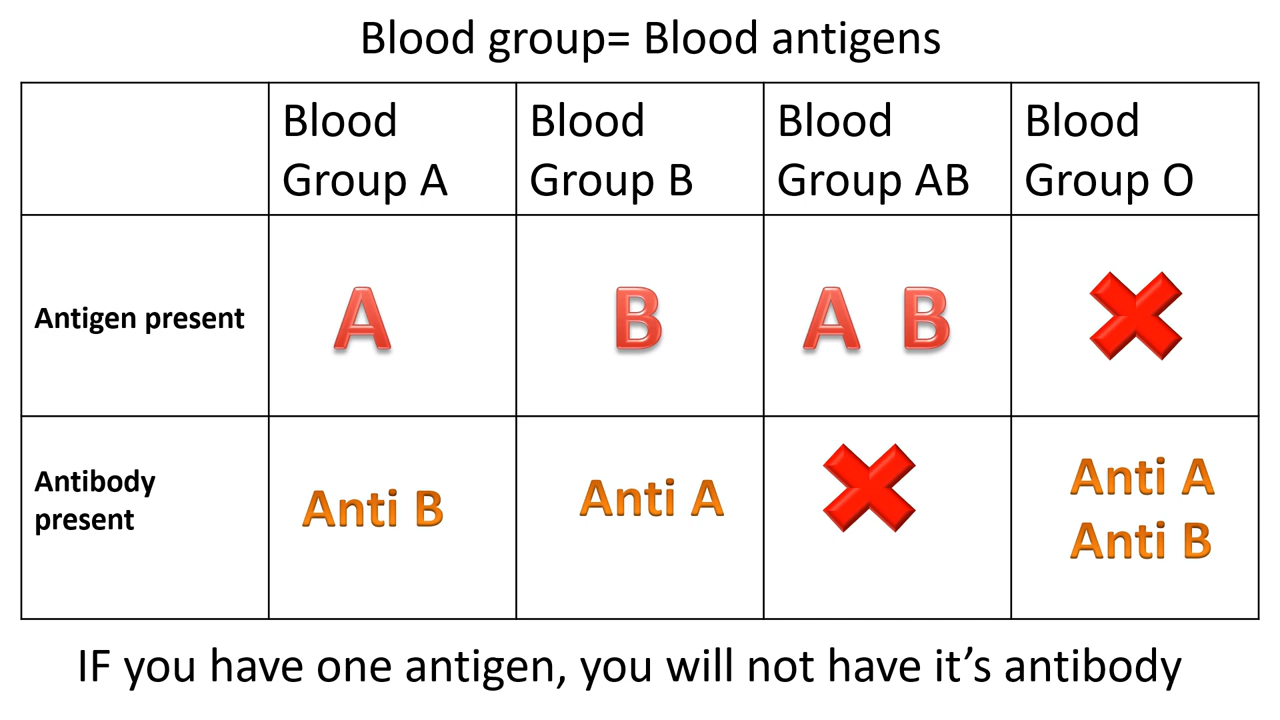 Blood group= Blood antigens
Blood
Group A
Blood
Group B
Blood
Group AB
Blood
Group O
Antigen present
A
B
A B
Antibody
present
Anti B
Anti A
Anti A
Anti B
IF you have one antigen, you will not have it’s antibody